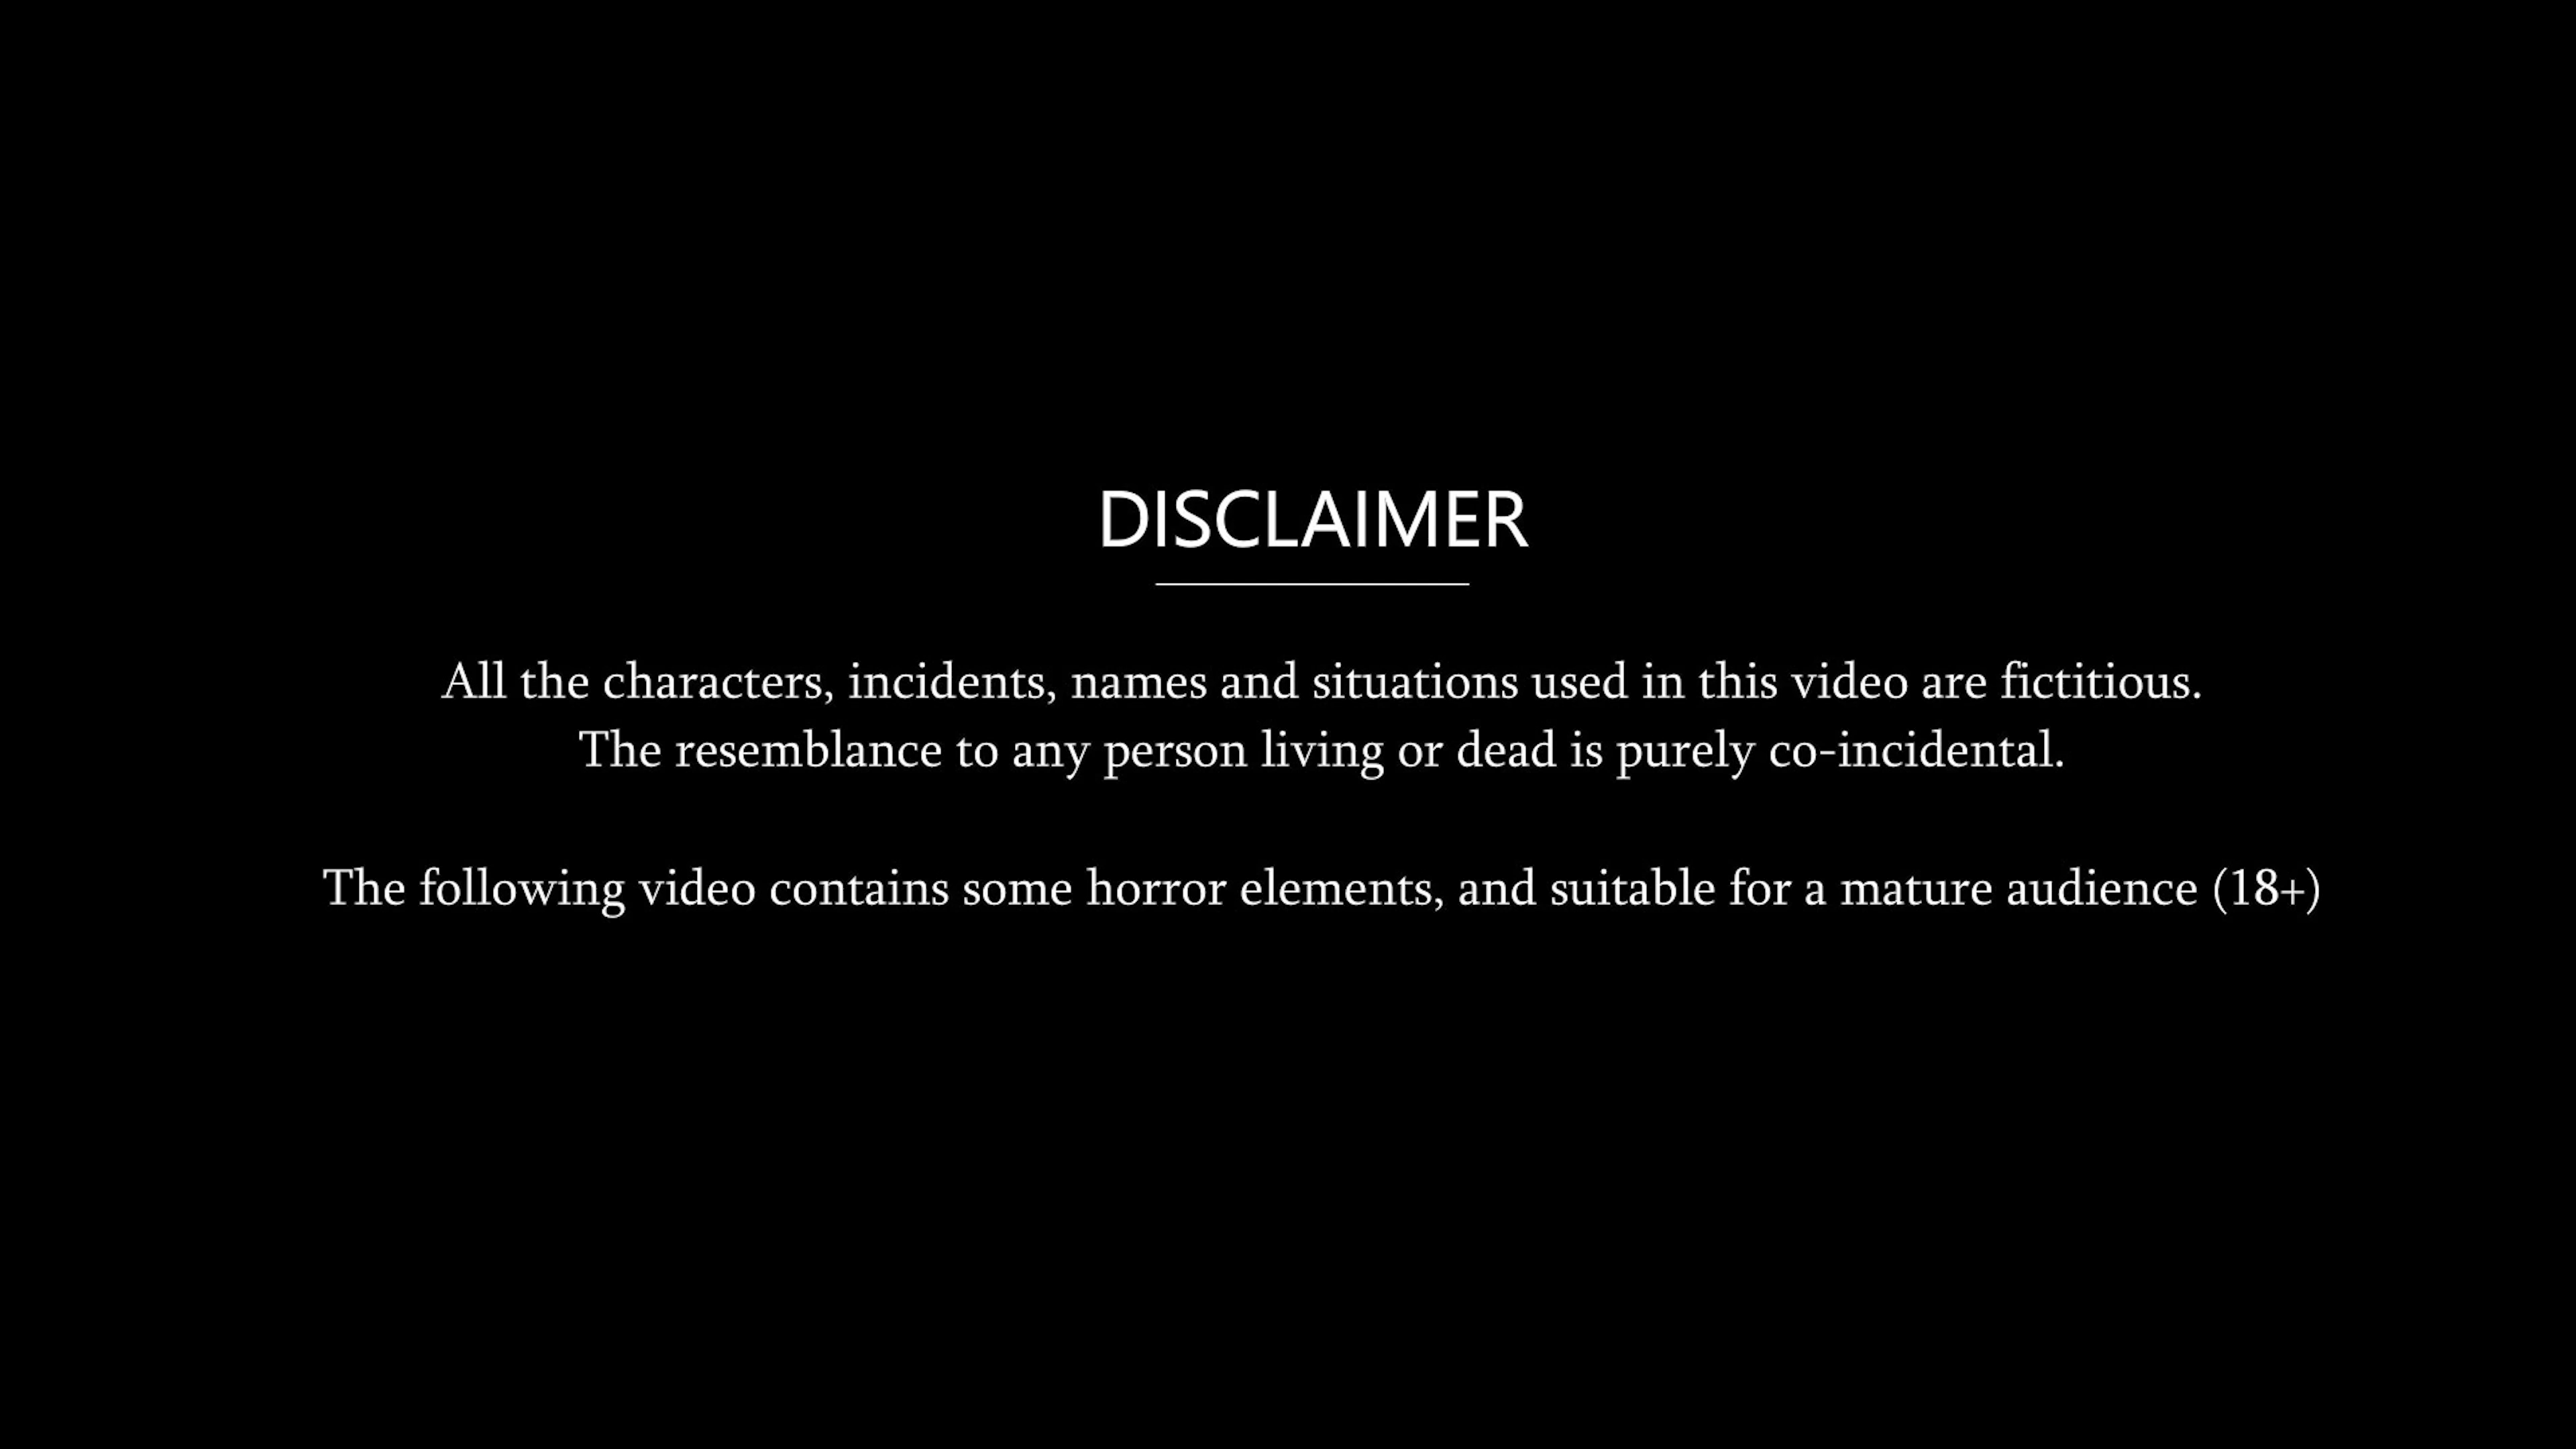 DISCLAIMER
All the characters, incidents, names and situations used in this video are fictitious.
The resemblance to any person living or dead is purely co-incidental.
The following video contains some horror elements, and suitable for a mature audience (18+)